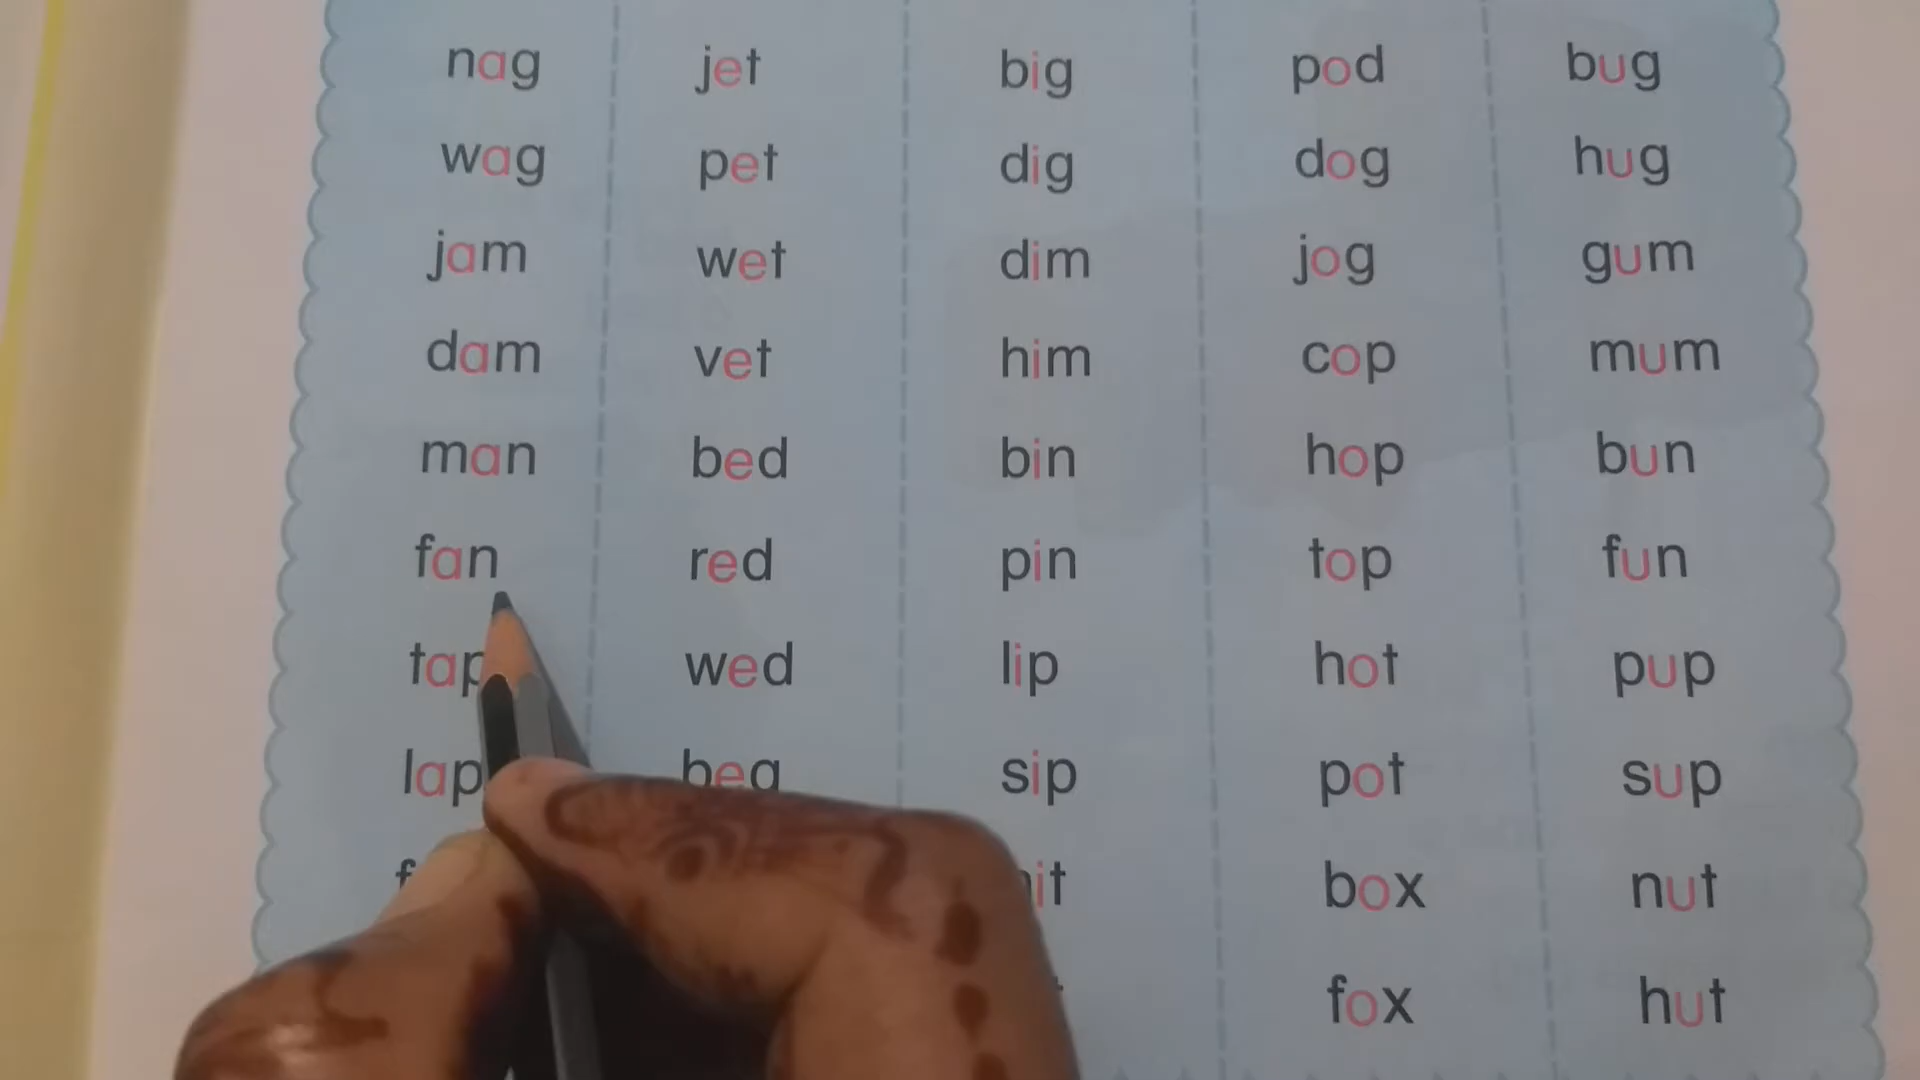 nag jet big pod bug
wag pet dig dog hug
jam wet dim jog gum
dam vet him cop mum
man bed bin hop bun
fan red pin top fun
tap wed lip hot pup
lap beg sip pot sup
box nut
fox hut